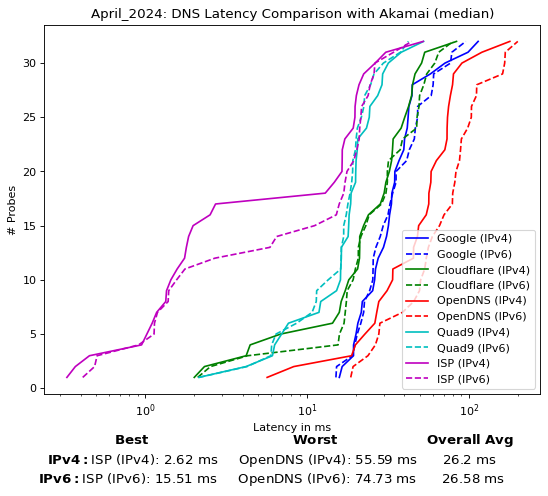 April_2024: DNS Latency Comparison with Akamai (median)
30
25
20
15
10
5
0
# Probes
Google (IPv4)
Google (IPv6)
Cloudflare (IPv4)
Cloudflare (IPv6)
OpenDNS (IPv4)
OpenDNS (IPv6)
Quad9 (IPv4)
Quad9 (IPv6)
ISP (IPv4)
ISP (IPv6)
10⁰ 10¹ 10²
Latency in ms
Best Worst Overall Avg
IPv4: ISP (IPv4): 2.62 ms OpenDNS (IPv4): 55.59 ms 26.2 ms
IPv6: ISP (IPv6): 15.51 ms OpenDNS (IPv6): 74.73 ms 26.58 ms